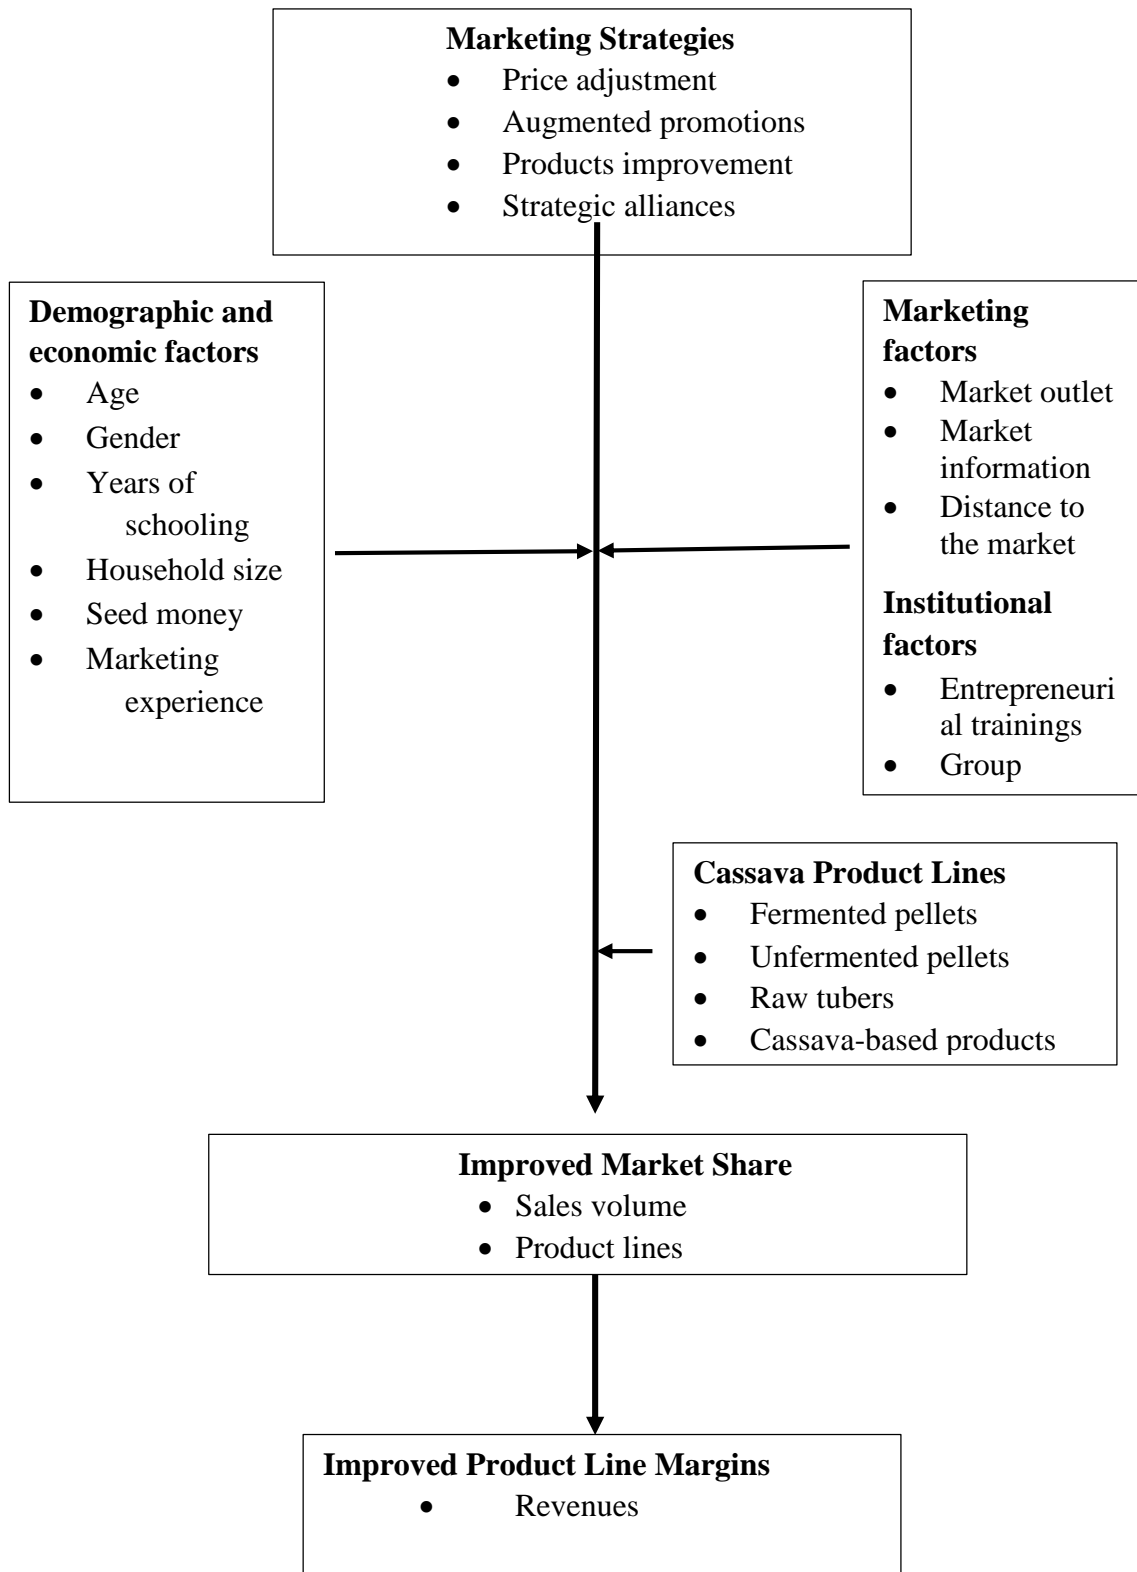 Marketing Strategies
• Price adjustment
• Augmented promotions
• Products improvement
• Strategic alliances
Demographic and
economic factors
• Age
• Gender
• Years of
schooling
• Household size
• Seed money
• Marketing
experience
Marketing
factors
• Market outlet
• Market
information
• Distance to
the market
Institutional
factors
• Entrepreneuri
al trainings
• Group
Cassava Product Lines
• Fermented pellets
• Unfermented pellets
• Raw tubers
• Cassava-based products
Improved Market Share
• Sales volume
• Product lines
Improved Product Line Margins
• Revenues